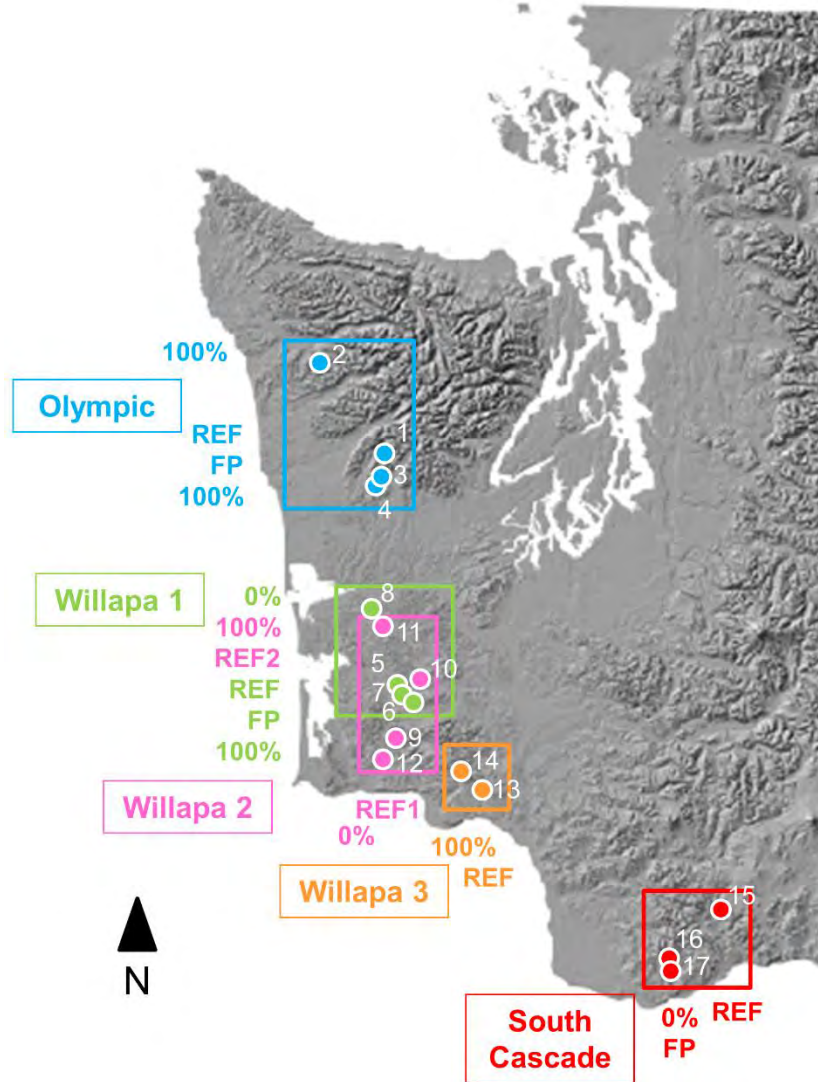 100%
2
Olympic
1
REF
FP
3
100%
4
Willapa 1
0%
8
100%
11
REF2
5
10
REF
7
FP
6
100%
9
14
12
13
Willapa 2
REF1
0%
100%
Willapa 3
REF
15
16
17
N
South
Cascade
0%
REF
FP